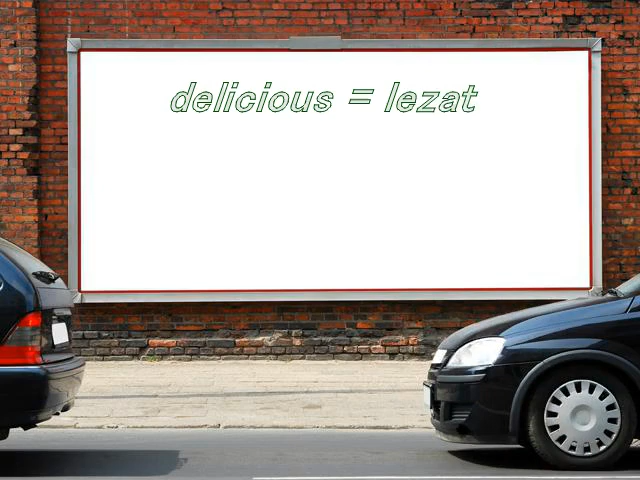 delicious = lezat